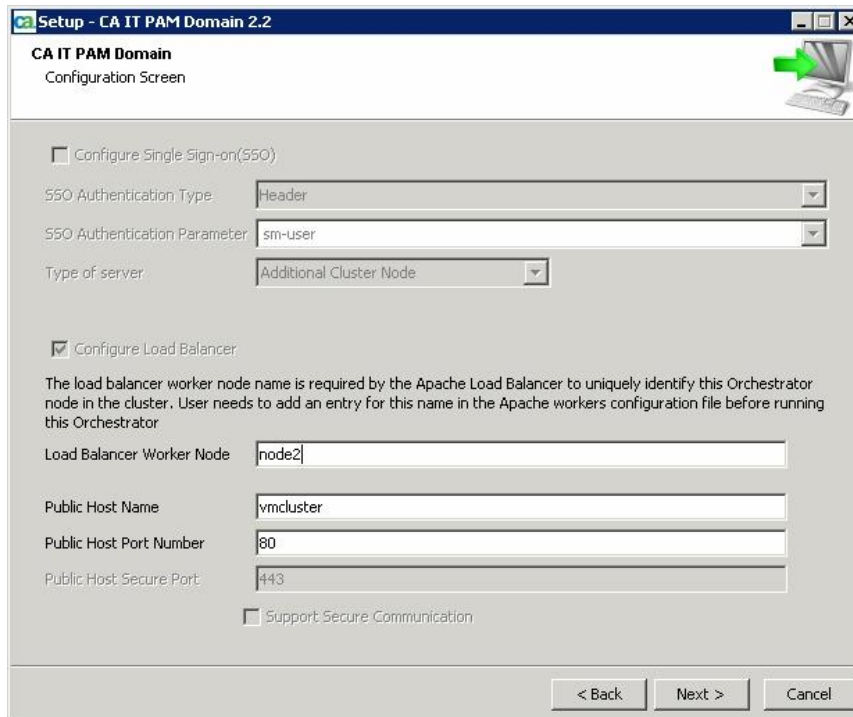 ca Setup - CA IT PAM Domain 2.2
CA IT PAM Domain
Configuration Screen
Configure Single Sign-on(SSO)
SSO Authentication Type Header
SSO Authentication Parameter sm-user
Type of server Additional Cluster Node
Configure Load Balancer
The load balancer worker node name is required by the Apache Load Balancer to uniquely identify this Orchestrator
node in the cluster. User needs to add an entry for this name in the Apache workers configuration file before running
this Orchestrator
Load Balancer Worker Node node2
Public Host Name vmcluster
Public Host Port Number 80
Public Host Secure Port 443
Support Secure Communication
< Back Next > Cancel